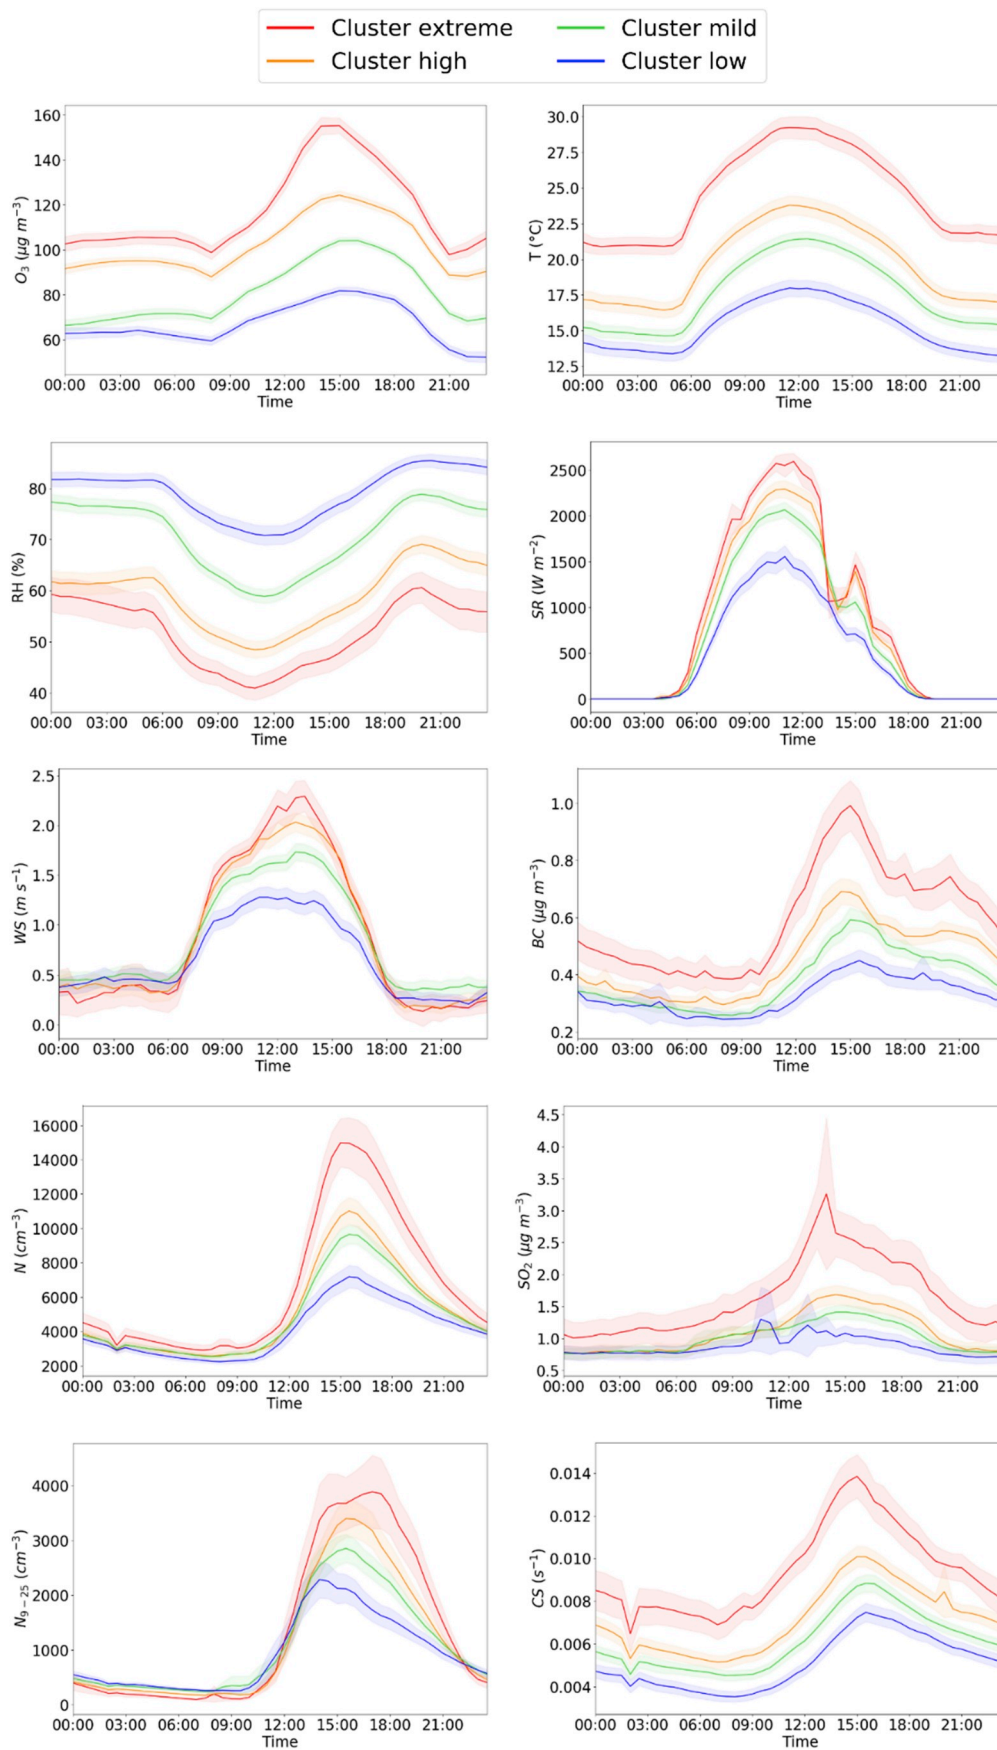 Cluster extreme Cluster mild
Cluster high Cluster low
160
140
120
100
80
60
O₃ (µg m⁻³)
00:00 03:00 06:00 09:00 12:00 15:00 18:00 21:00
Time
30.0
27.5
25.0
22.5
20.0
17.5
15.0
12.5
T (°C)
00:00 03:00 06:00 09:00 12:00 15:00 18:00 21:00
Time
80
70
60
50
40
RH (%)
00:00 03:00 06:00 09:00 12:00 15:00 18:00 21:00
Time
2500
2000
1500
1000
500
0
SR (W m⁻²)
00:00 03:00 06:00 09:00 12:00 15:00 18:00 21:00
Time
2.5
2.0
1.5
1.0
0.5
0.0
WS (m s⁻¹)
00:00 03:00 06:00 09:00 12:00 15:00 18:00 21:00
Time
1.0
0.8
0.6
0.4
0.2
BC (µg m⁻³)
00:00 03:00 06:00 09:00 12:00 15:00 18:00 21:00
Time
16000
14000
12000
10000
8000
6000
4000
2000
N (cm⁻³)
00:00 03:00 06:00 09:00 12:00 15:00 18:00 21:00
Time
4.5
4.0
3.5
3.0
2.5
2.0
1.5
1.0
0.5
SO₂ (µg m⁻³)
00:00 03:00 06:00 09:00 12:00 15:00 18:00 21:00
Time
4000
3000
2000
1000
0
N₉₋₂₅ (cm⁻³)
00:00 03:00 06:00 09:00 12:00 15:00 18:00 21:00
Time
0.014
0.012
0.010
0.008
0.006
0.004
CS (s⁻¹)
00:00 03:00 06:00 09:00 12:00 15:00 18:00 21:00
Time